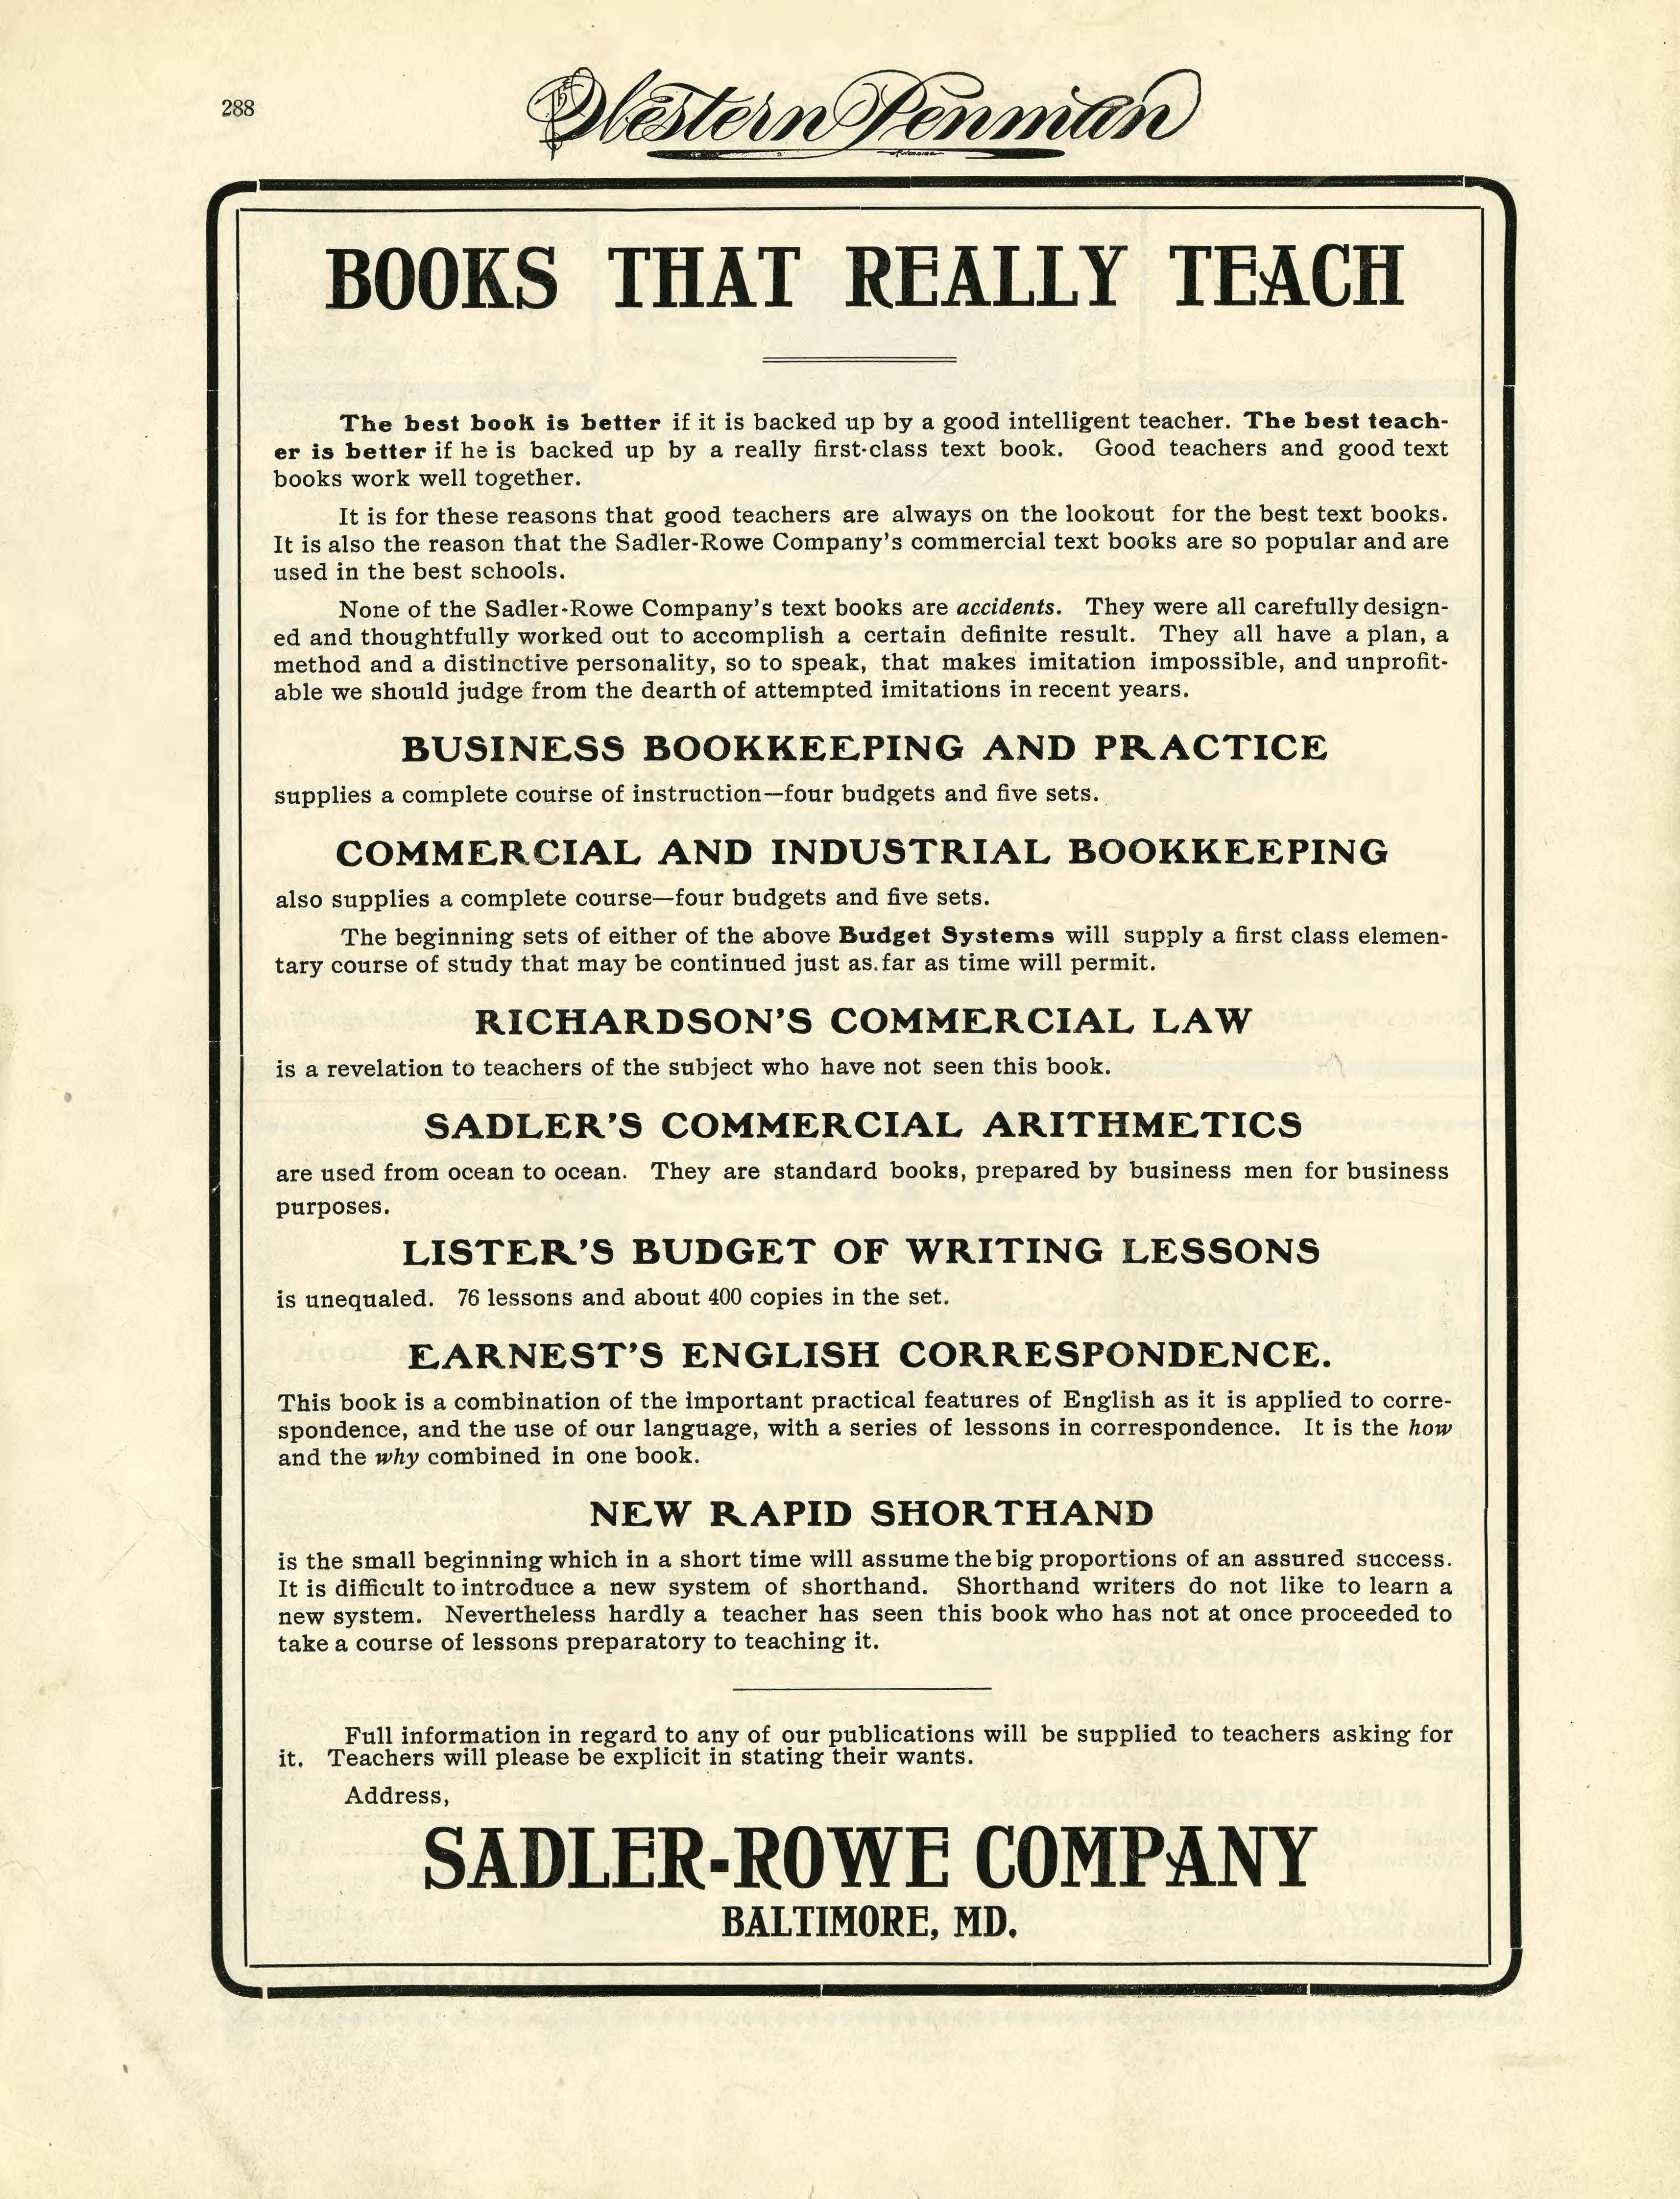 288
Western Penman
BOOKS THAT REALLY TEACH
The best book is better if it is backed up by a good intelligent teacher. The best teach-
er is better if he is backed up by a really first-class text book. Good teachers and good text
books work well together.
It is for these reasons that good teachers are always on the lookout for the best text books.
It is also the reason that the Sadler-Rowe Company's commercial text books are so popular and are
used in the best schools.
None of the Sadler-Rowe Company's text books are accidents. They were all carefully design-
ed and thoughtfully worked out to accomplish a certain definite result. They all have a plan, a
method and a distinctive personality, so to speak, that makes imitation impossible, and unprofit-
able we should judge from the dearth of attempted imitations in recent years.
BUSINESS BOOKKEEPING AND PRACTICE
supplies a complete course of instruction—four budgets and five sets.
COMMERCIAL AND INDUSTRIAL BOOKKEEPING
also supplies a complete course—four budgets and five sets.
The beginning sets of either of the above Budget Systems will supply a first class elemen-
tary course of study that may be continued just as far as time will permit.
RICHARDSON'S COMMERCIAL LAW
is a revelation to teachers of the subject who have not seen this book.
SADLER'S COMMERCIAL ARITHMETICS
are used from ocean to ocean. They are standard books, prepared by business men for business
purposes.
LISTER'S BUDGET OF WRITING LESSONS
is unequaled. 76 lessons and about 400 copies in the set.
EARNEST'S ENGLISH CORRESPONDENCE.
This book is a combination of the important practical features of English as it is applied to corre-
spondence, and the use of our language, with a series of lessons in correspondence. It is the how
and the why combined in one book.
NEW RAPID SHORTHAND
is the small beginning which in a short time will assume the big proportions of an assured success.
It is difficult to introduce a new system of shorthand. Shorthand writers do not like to learn a
new system. Nevertheless hardly a teacher has seen this book who has not at once proceeded to
take a course of lessons preparatory to teaching it.
Full information in regard to any of our publications will be supplied to teachers asking for
it. Teachers will please be explicit in stating their wants.
Address,
SADLER-ROWE COMPANY
BALTIMORE, MD.